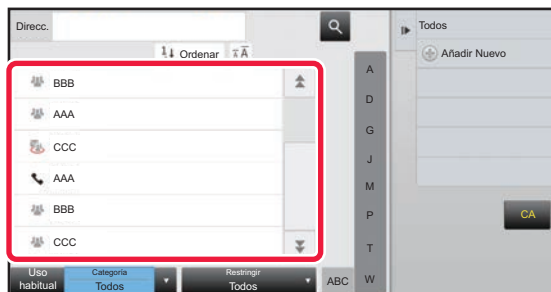 Direcc.
Ordenar
BBB
AAA
CCC
AAA
BBB
CCC
A
D
G
J
M
P
T
W
Uso habitual
Categoría
Todos
Restringir
Todos
ABC
Todos
Añadir Nuevo
CA